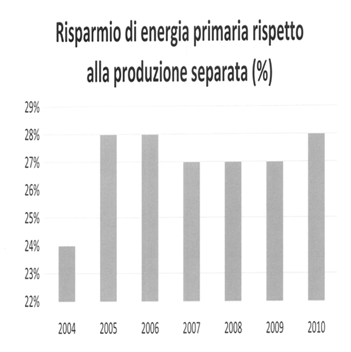 Risparmio di energia primaria rispetto
alla produzione separata (%)
29%
28%
27%
26%
25%
24%
23%
22%
2004 2005 2006 2007 2008 2009 2010